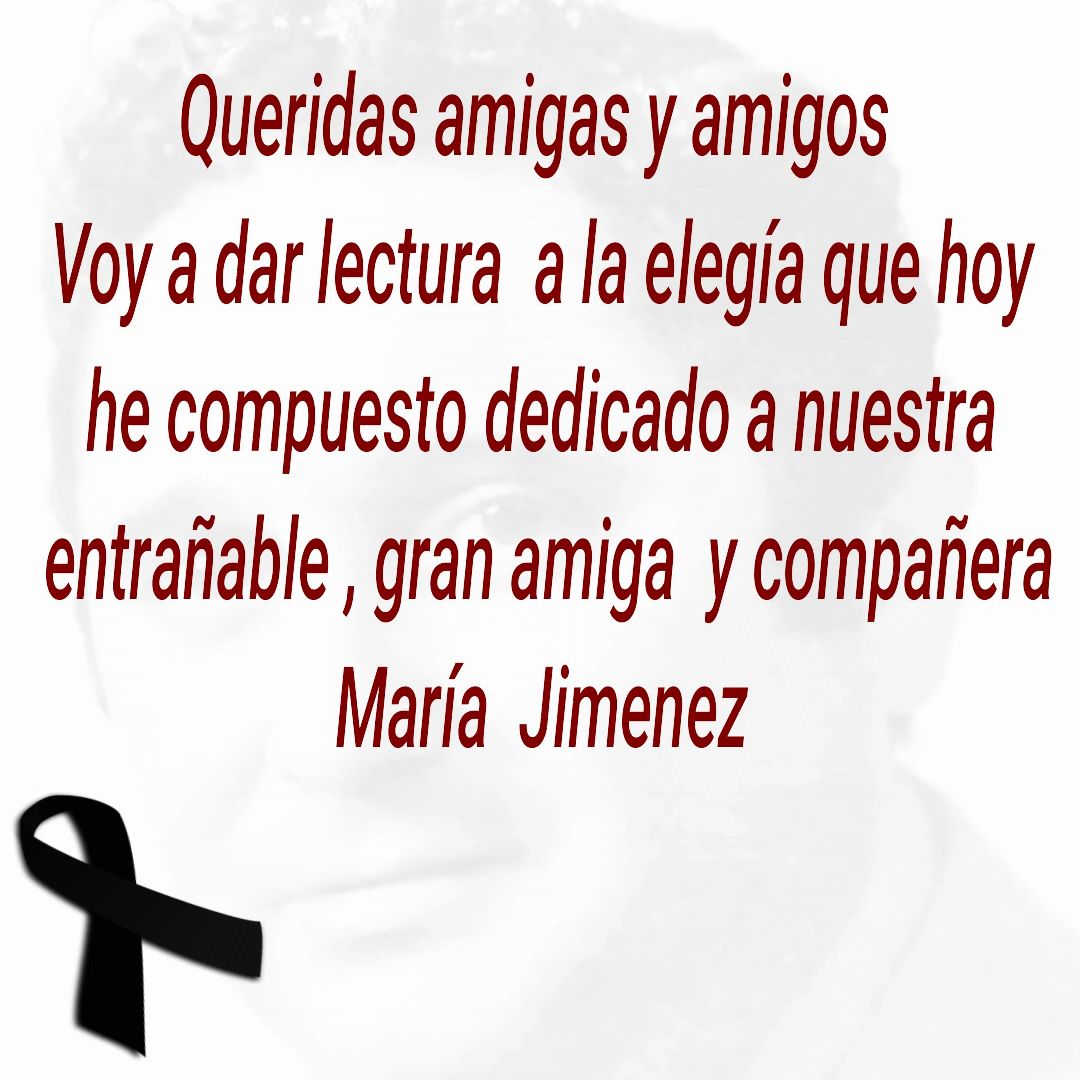 Queridas amigas y amigos
Voy a dar lectura a la elegía que hoy
he compuesto dedicado a nuestra
entrañable , gran amiga y compañera
María Jimenez